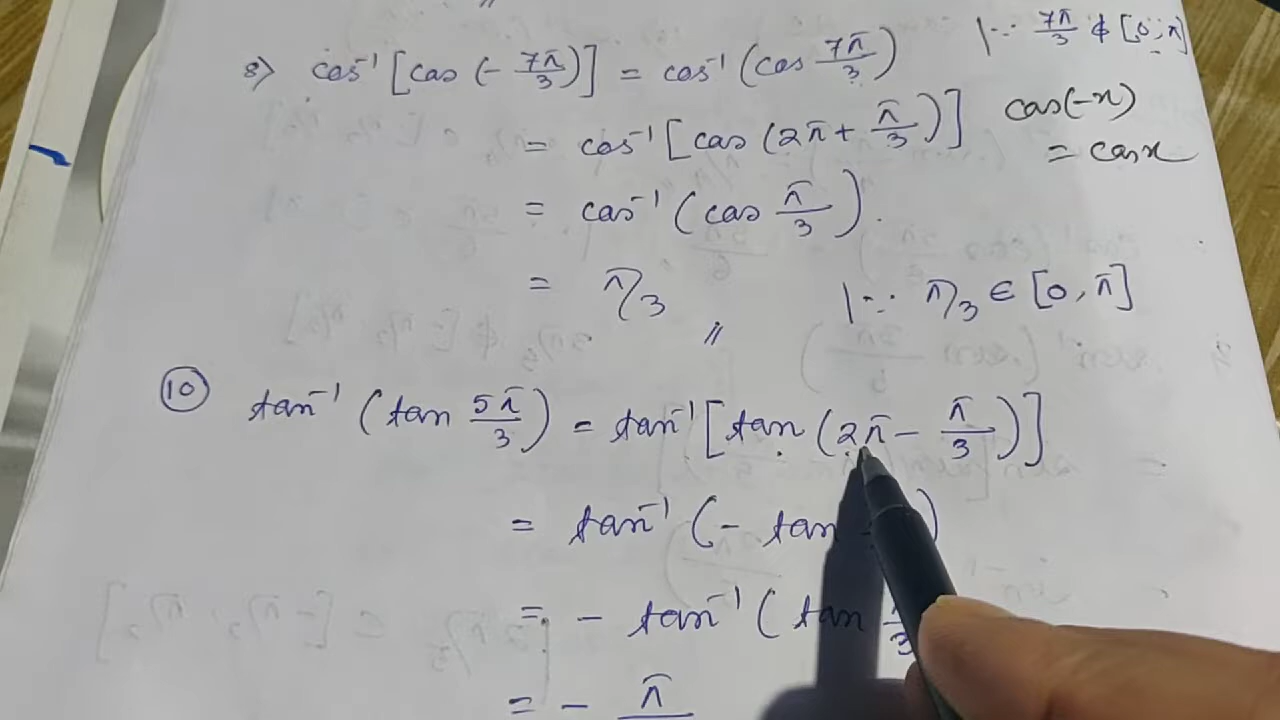 8) cos⁻¹ [cos (- 7π/3)] = cos⁻¹ (cos 7π/3) |∵ 7π/3 ∉ [0, π]
= cos⁻¹ [cos (2π + π/3)] cos(-x)
= cos x
= cos⁻¹ (cos π/3).
= π/3 |∵ π/3 ∈ [0, π]
10 tan⁻¹ (tan 5π/3) = tan⁻¹ [tan (2π - π/3)]
= tan⁻¹ (- tan )
= - tan⁻¹ (tan π/3
= - π